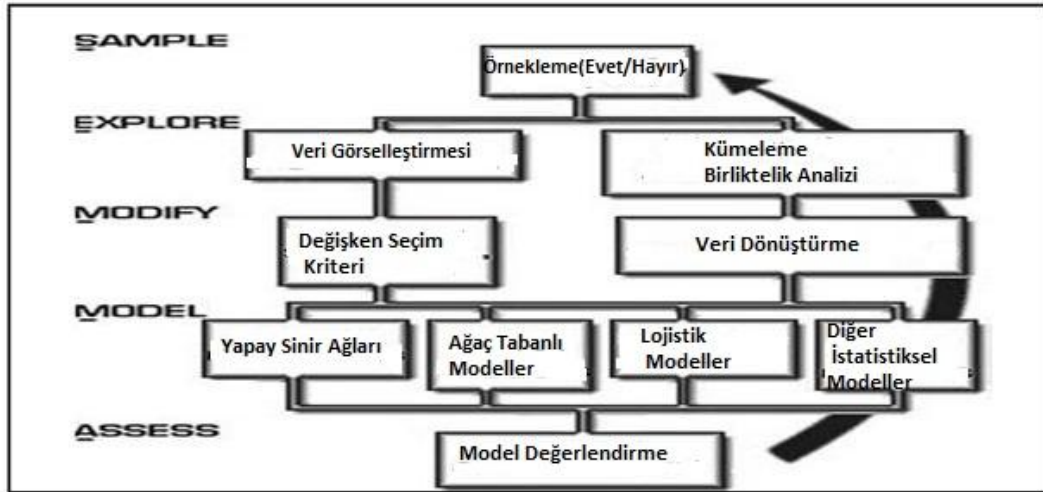 SAMPLE
Örnekleme(Evet/Hayır)
EXPLORE
Veri Görselleştirmesi
Kümeleme
Birliktelik Analizi
MODIFY
Değişken Seçim
Kriteri
Veri Dönüştürme
MODEL
Yapay Sinir Ağları
Ağaç Tabanlı
Modeller
Lojistik
Modeller
Diğer
İstatistiksel
Modeller
ASSESS
Model Değerlendirme